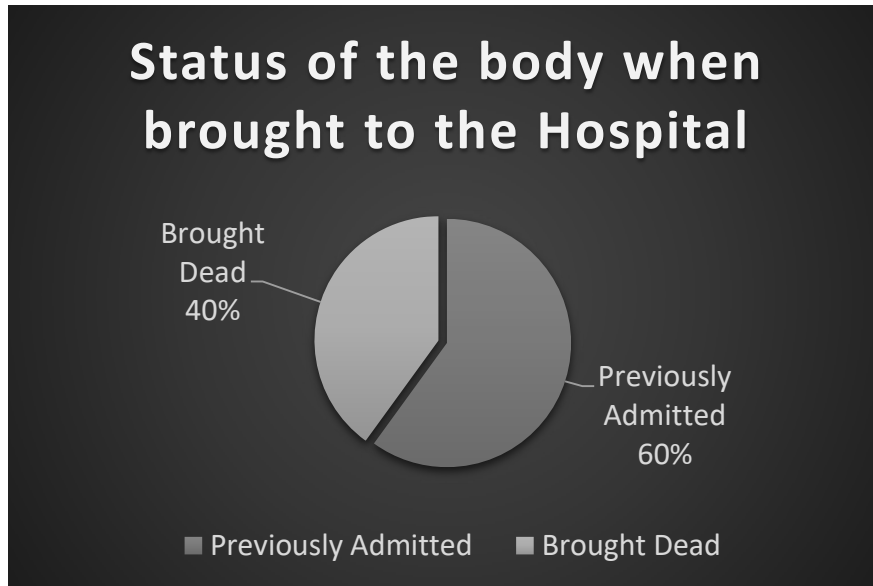 Status of the body when
brought to the Hospital
Brought
Dead
40%
Previously
Admitted
60%
Previously Admitted
Brought Dead